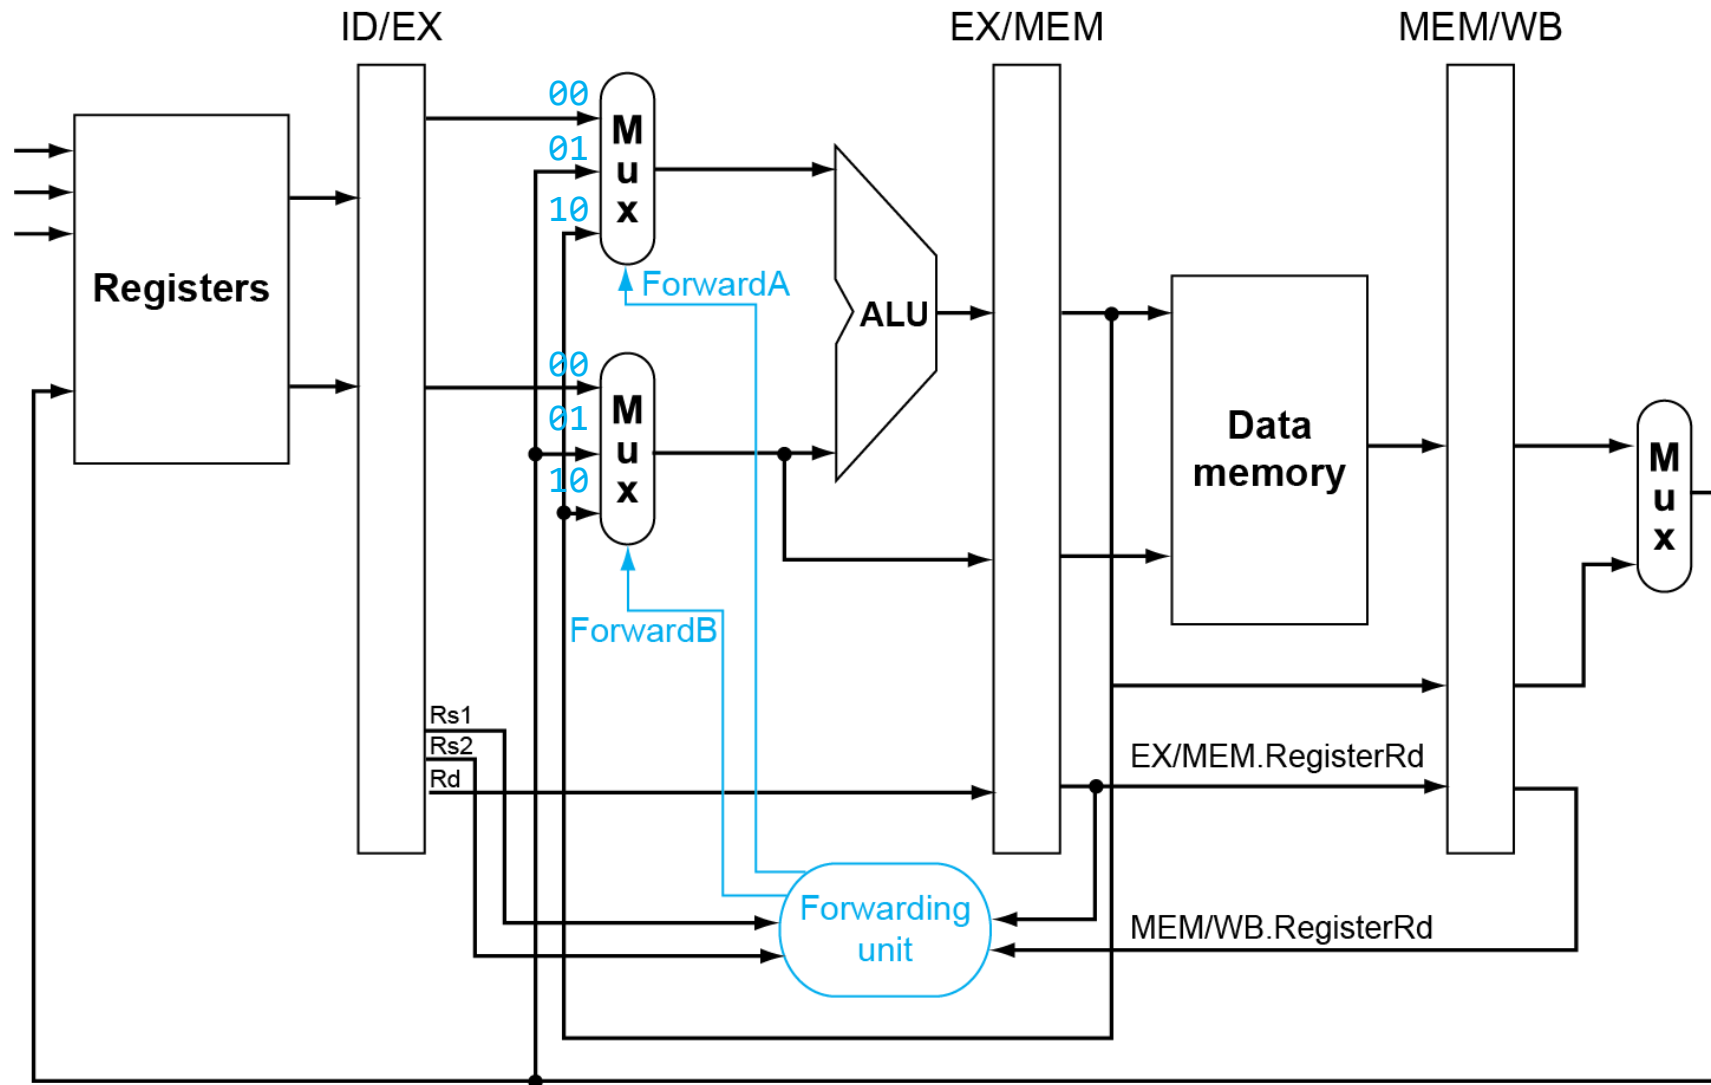 ID/EX
EX/MEM
MEM/WB
00
01
10
M
u
x
ForwardA
Registers
ALU
00
01
10
M
u
x
ForwardB
Data
memory
M
u
x
Rs1
Rs2
Rd
EX/MEM.RegisterRd
Forwarding
unit
MEM/WB.RegisterRd